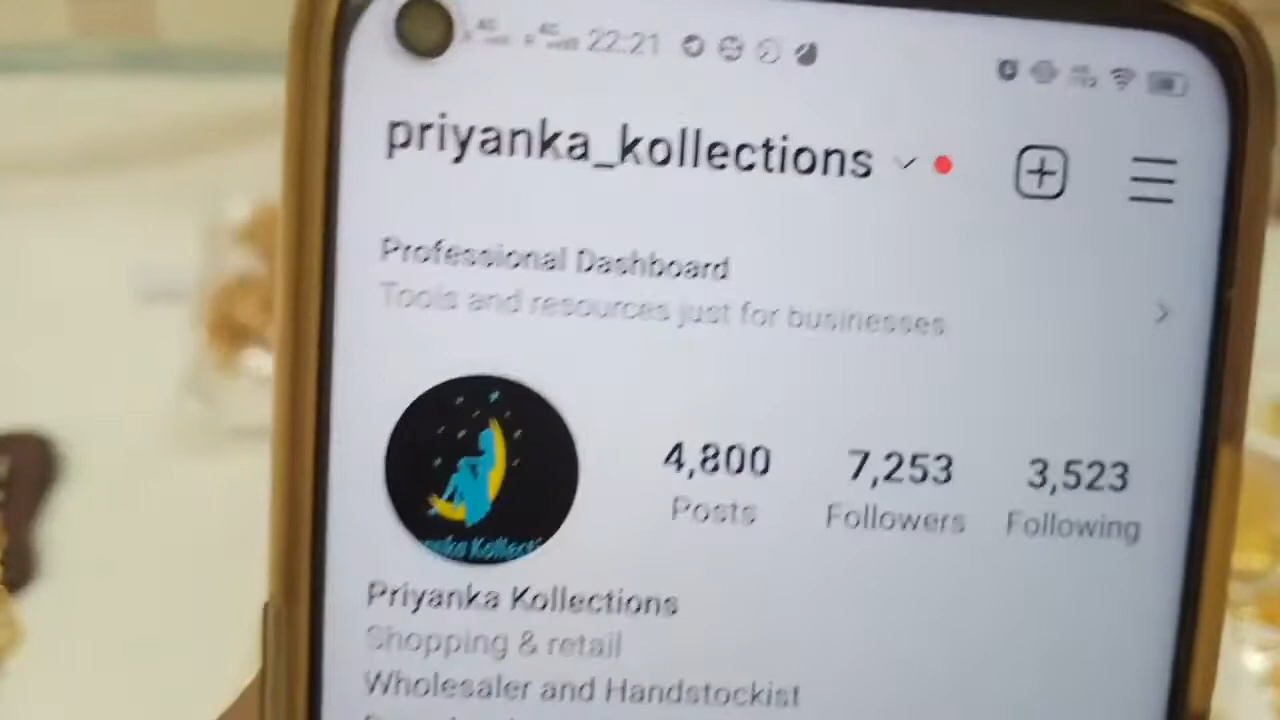 22:21
priyanka_kollections
Professional Dashboard
Tools and resources just for businesses
4,800 7,253 3,523
Posts Followers Following
Kollecti
Priyanka Kollections
Shopping & retail
Wholesaler and Handstockist